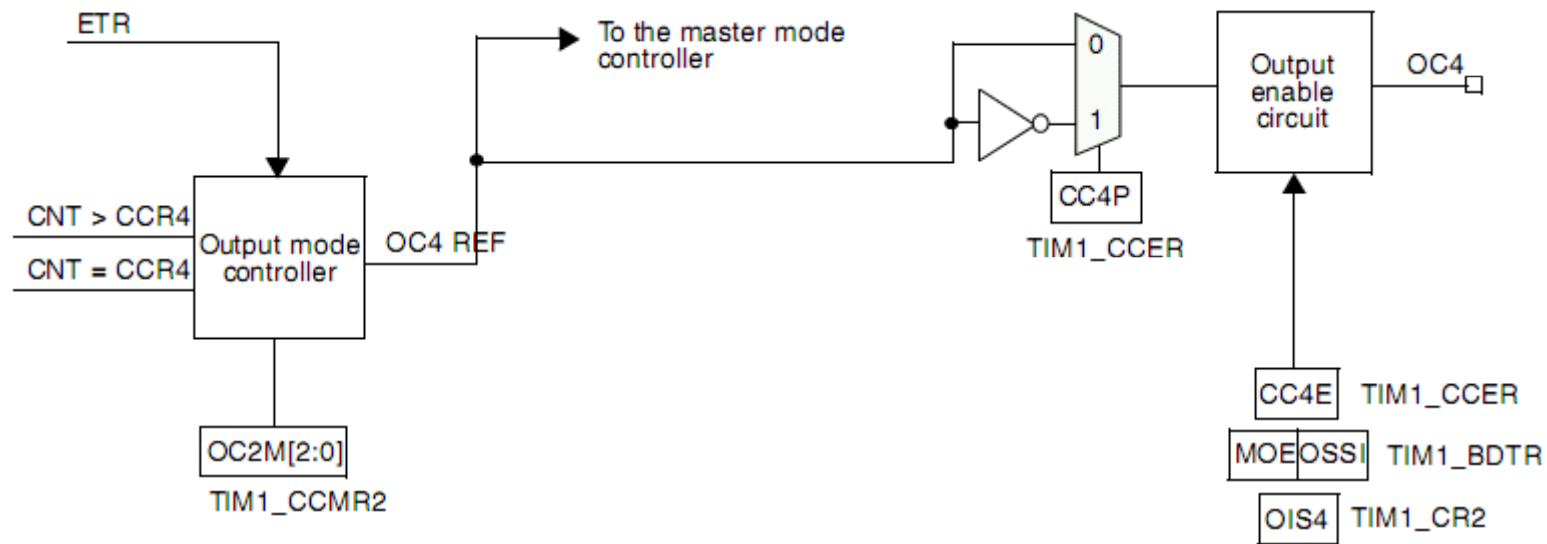 ETR
To the master mode
controller
0
1
Output
enable
circuit
OC4
CC4P
TIM1_CCER
CNT > CCR4
CNT = CCR4
Output mode
controller
OC4 REF
OC2M[2:0]
TIM1_CCMR2
CC4E TIM1_CCER
MOE OSSI TIM1_BDTR
OIS4 TIM1_CR2